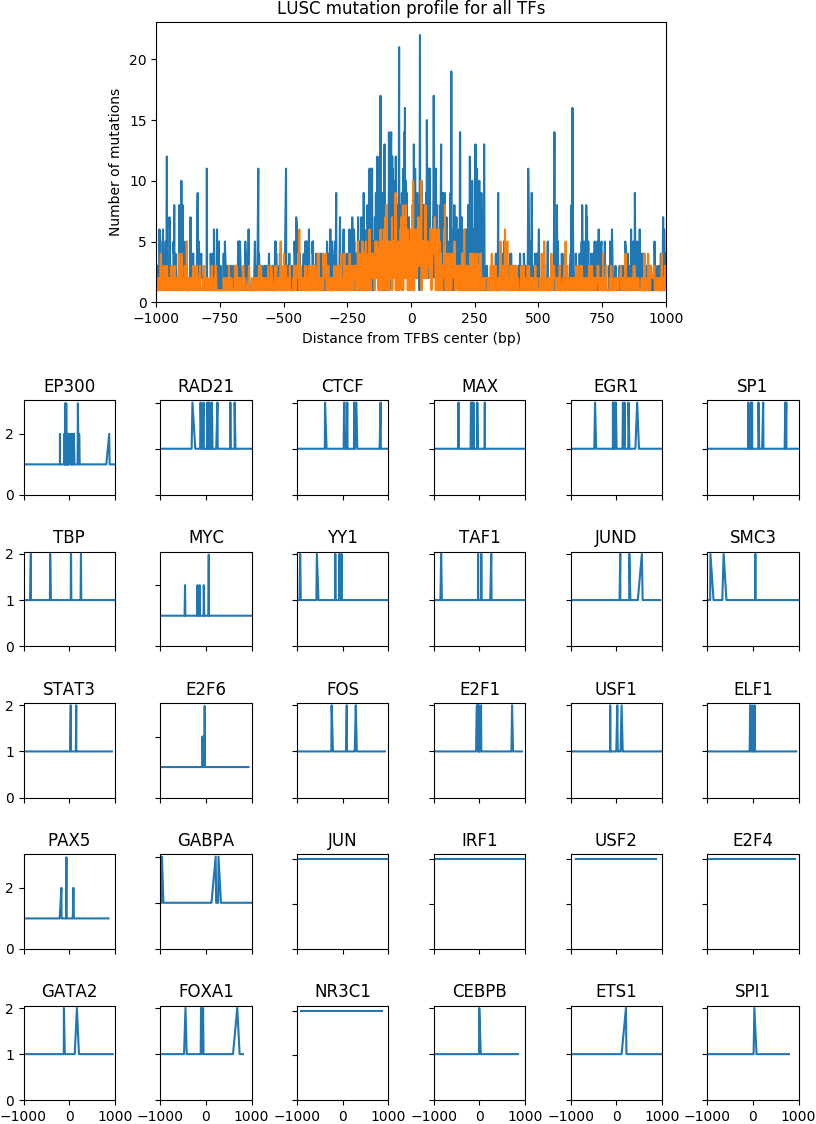 LUSC mutation profile for all TFs
Number of mutations
20
15
10
5
0
−1000 −750 −500 −250 0 250 500 750 1000
Distance from TFBS center (bp)
EP300 RAD21 CTCF MAX EGR1 SP1
2
0
TBP MYC YY1 TAF1 JUND SMC3
2
1
0
STAT3 E2F6 FOS E2F1 USF1 ELF1
2
1
0
PAX5 GABPA JUN IRF1 USF2 E2F4
2
0
GATA2 FOXA1 NR3C1 CEBPB ETS1 SPI1
2
1
0
−1000 0 1000 −1000 0 1000 −1000 0 1000 −1000 0 1000 −1000 0 1000 −1000 0 1000